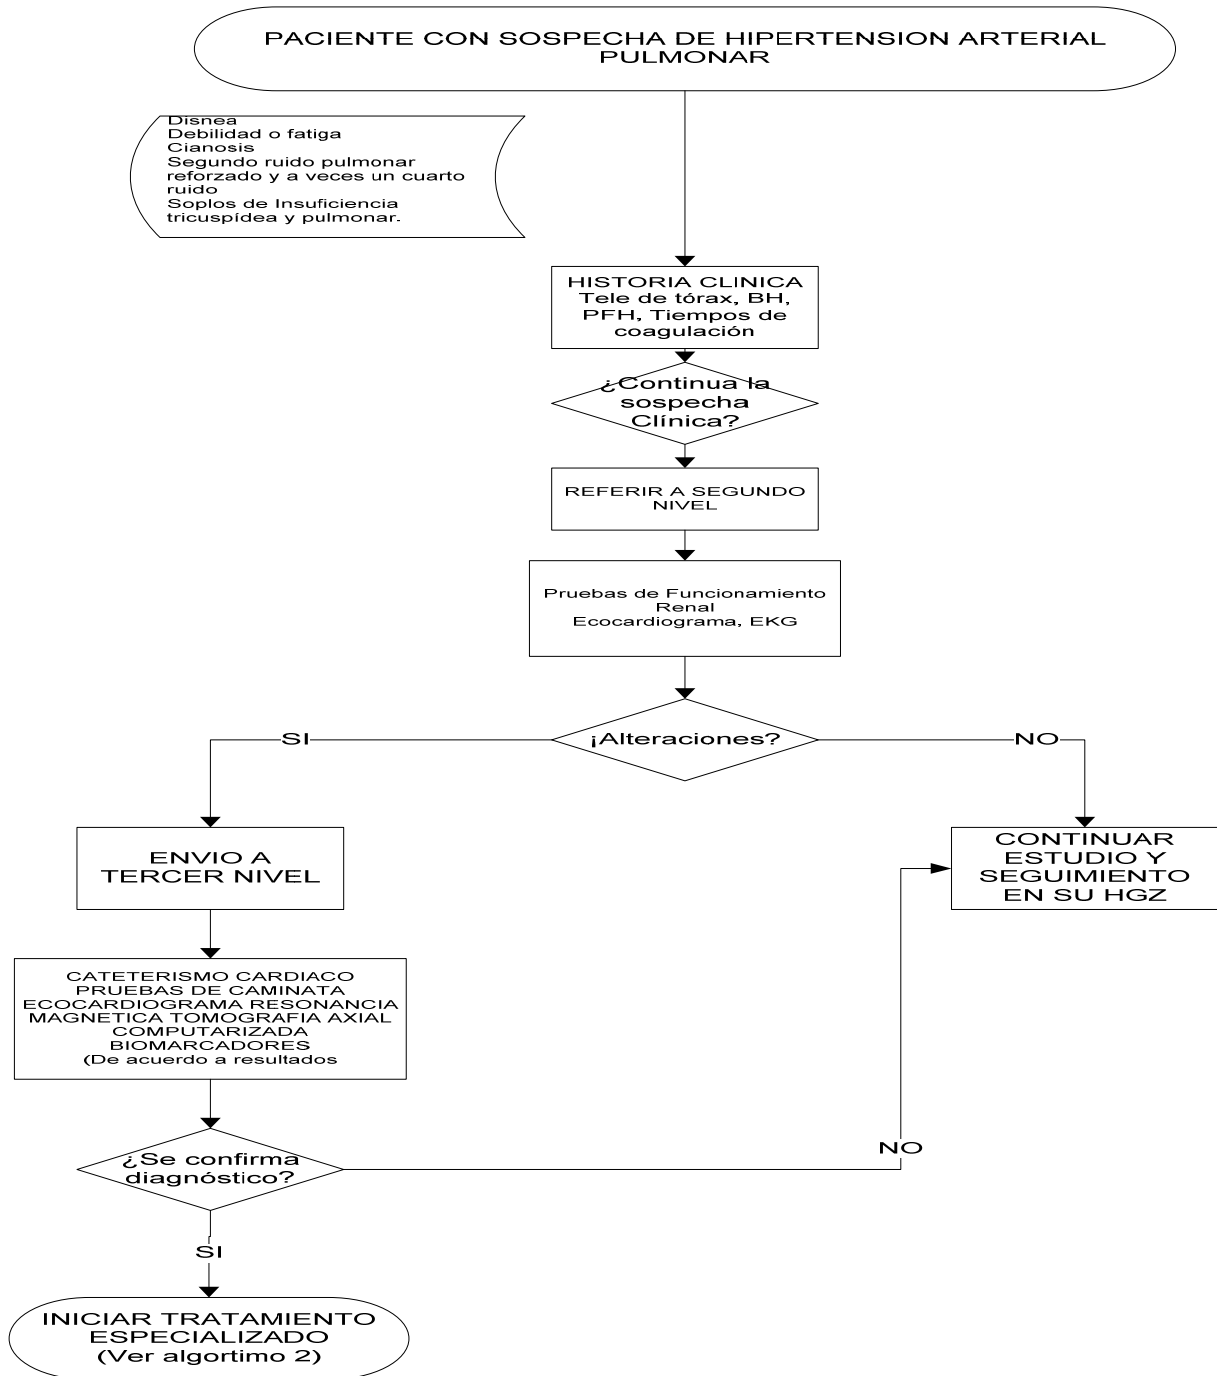 PACIENTE CON SOSPECHA DE HIPERTENSION ARTERIAL
PULMONAR
Disnea
Debilidad o fatiga
Cianosis
Segundo ruido pulmonar
reforzado y a veces un cuarto
ruido
Soplos de Insuficiencia
tricuspídea y pulmonar.
HISTORIA CLINICA
Tele de tórax, BH,
PFH, Tiempos de
coagulación
¿Continua la
sospecha
Clínica?
REFERIR A SEGUNDO
NIVEL
Pruebas de Funcionamiento
Renal
Ecocardiograma, EKG
¡Alteraciones?
SI
NO
ENVIO A
TERCER NIVEL
CONTINUAR
ESTUDIO Y
SEGUIMIENTO
EN SU HGZ
CATETERISMO CARDIACO
PRUEBAS DE CAMINATA
ECOCARDIOGRAMA RESONANCIA
MAGNETICA TOMOGRAFIA AXIAL
COMPUTARIZADA
BIOMARCADORES
(De acuerdo a resultados
¿Se confirma
diagnóstico?
NO
SI
INICIAR TRATAMIENTO
ESPECIALIZADO
(Ver algortimo 2)